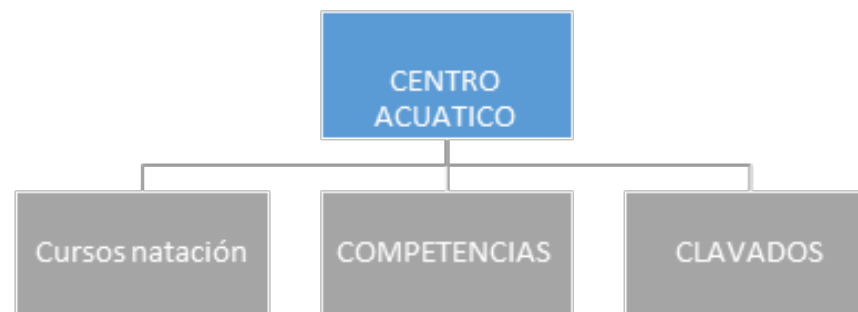 CENTRO
ACUATICO
Cursos natación
COMPETENCIAS
CLAVADOS